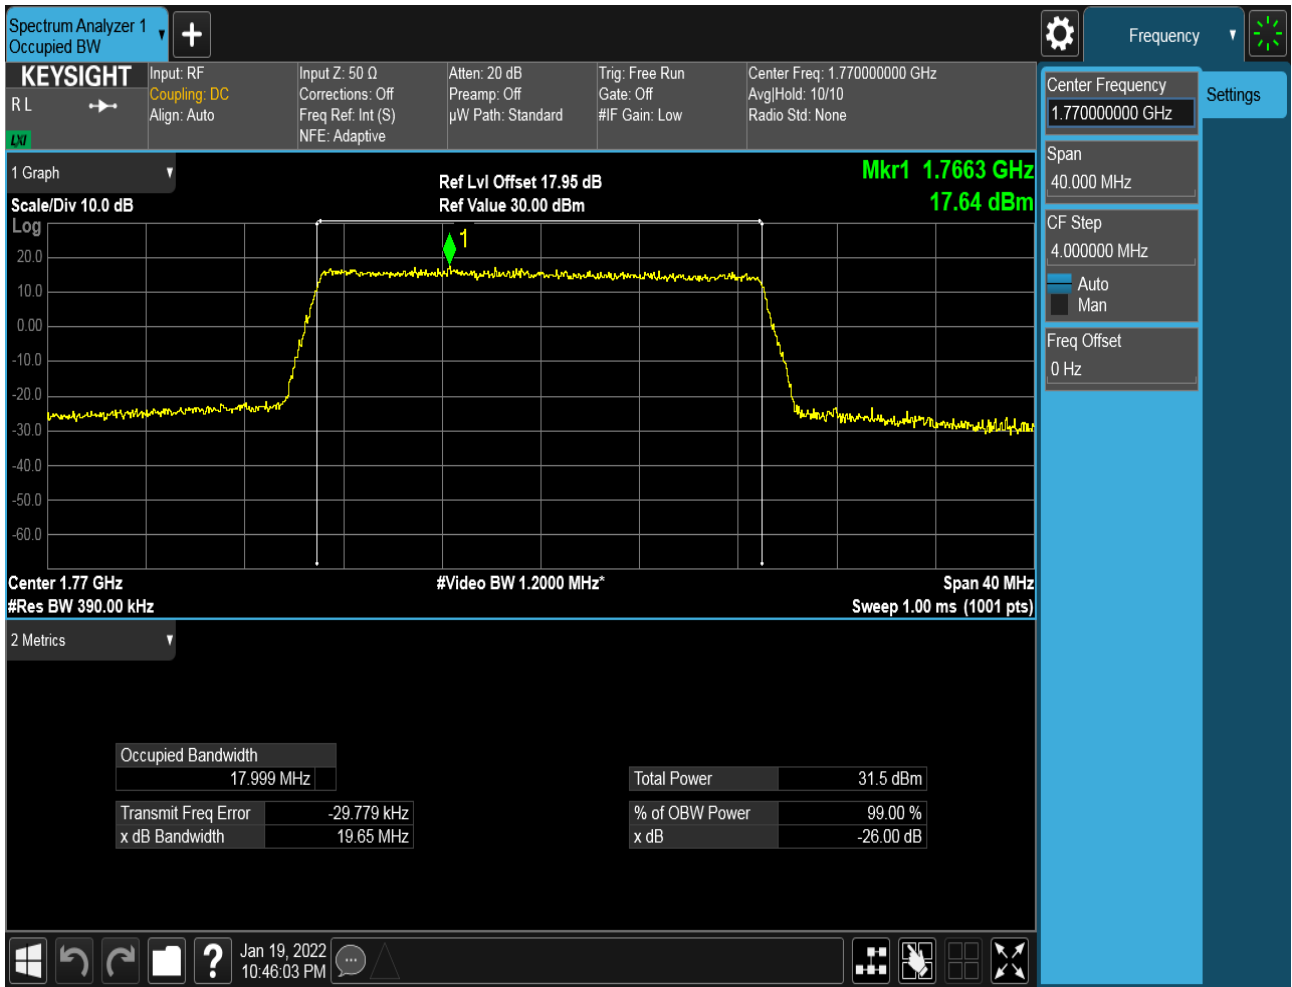 Spectrum Analyzer 1
Occupied BW
Frequency
KEYSIGHT
R L
LXI
Input: RF
Coupling: DC
Align: Auto
Input Z: 50 Ω
Corrections: Off
Freq Ref: Int (S)
NFE: Adaptive
Atten: 20 dB
Preamp: Off
µW Path: Standard
Trig: Free Run
Gate: Off
#IF Gain: Low
Center Freq: 1.770000000 GHz
Avg|Hold: 10/10
Radio Std: None
Center Frequency
1.770000000 GHz
Settings
Span
40.000 MHz
CF Step
4.000000 MHz
Auto
Man
Freq Offset
0 Hz
1 Graph
Scale/Div 10.0 dB
Ref Lvl Offset 17.95 dB
Ref Value 30.00 dBm
Mkr1 1.7663 GHz
17.64 dBm
Log
1
20.0
10.0
0.00
-10.0
-20.0
-30.0
-40.0
-50.0
-60.0
Center 1.77 GHz
#Res BW 390.00 kHz
#Video BW 1.2000 MHz*
Span 40 MHz
Sweep 1.00 ms (1001 pts)
2 Metrics
Occupied Bandwidth
17.999 MHz
Transmit Freq Error -29.779 kHz
x dB Bandwidth 19.65 MHz
Total Power 31.5 dBm
% of OBW Power 99.00 %
x dB -26.00 dB
?
Jan 19, 2022
10:46:03 PM